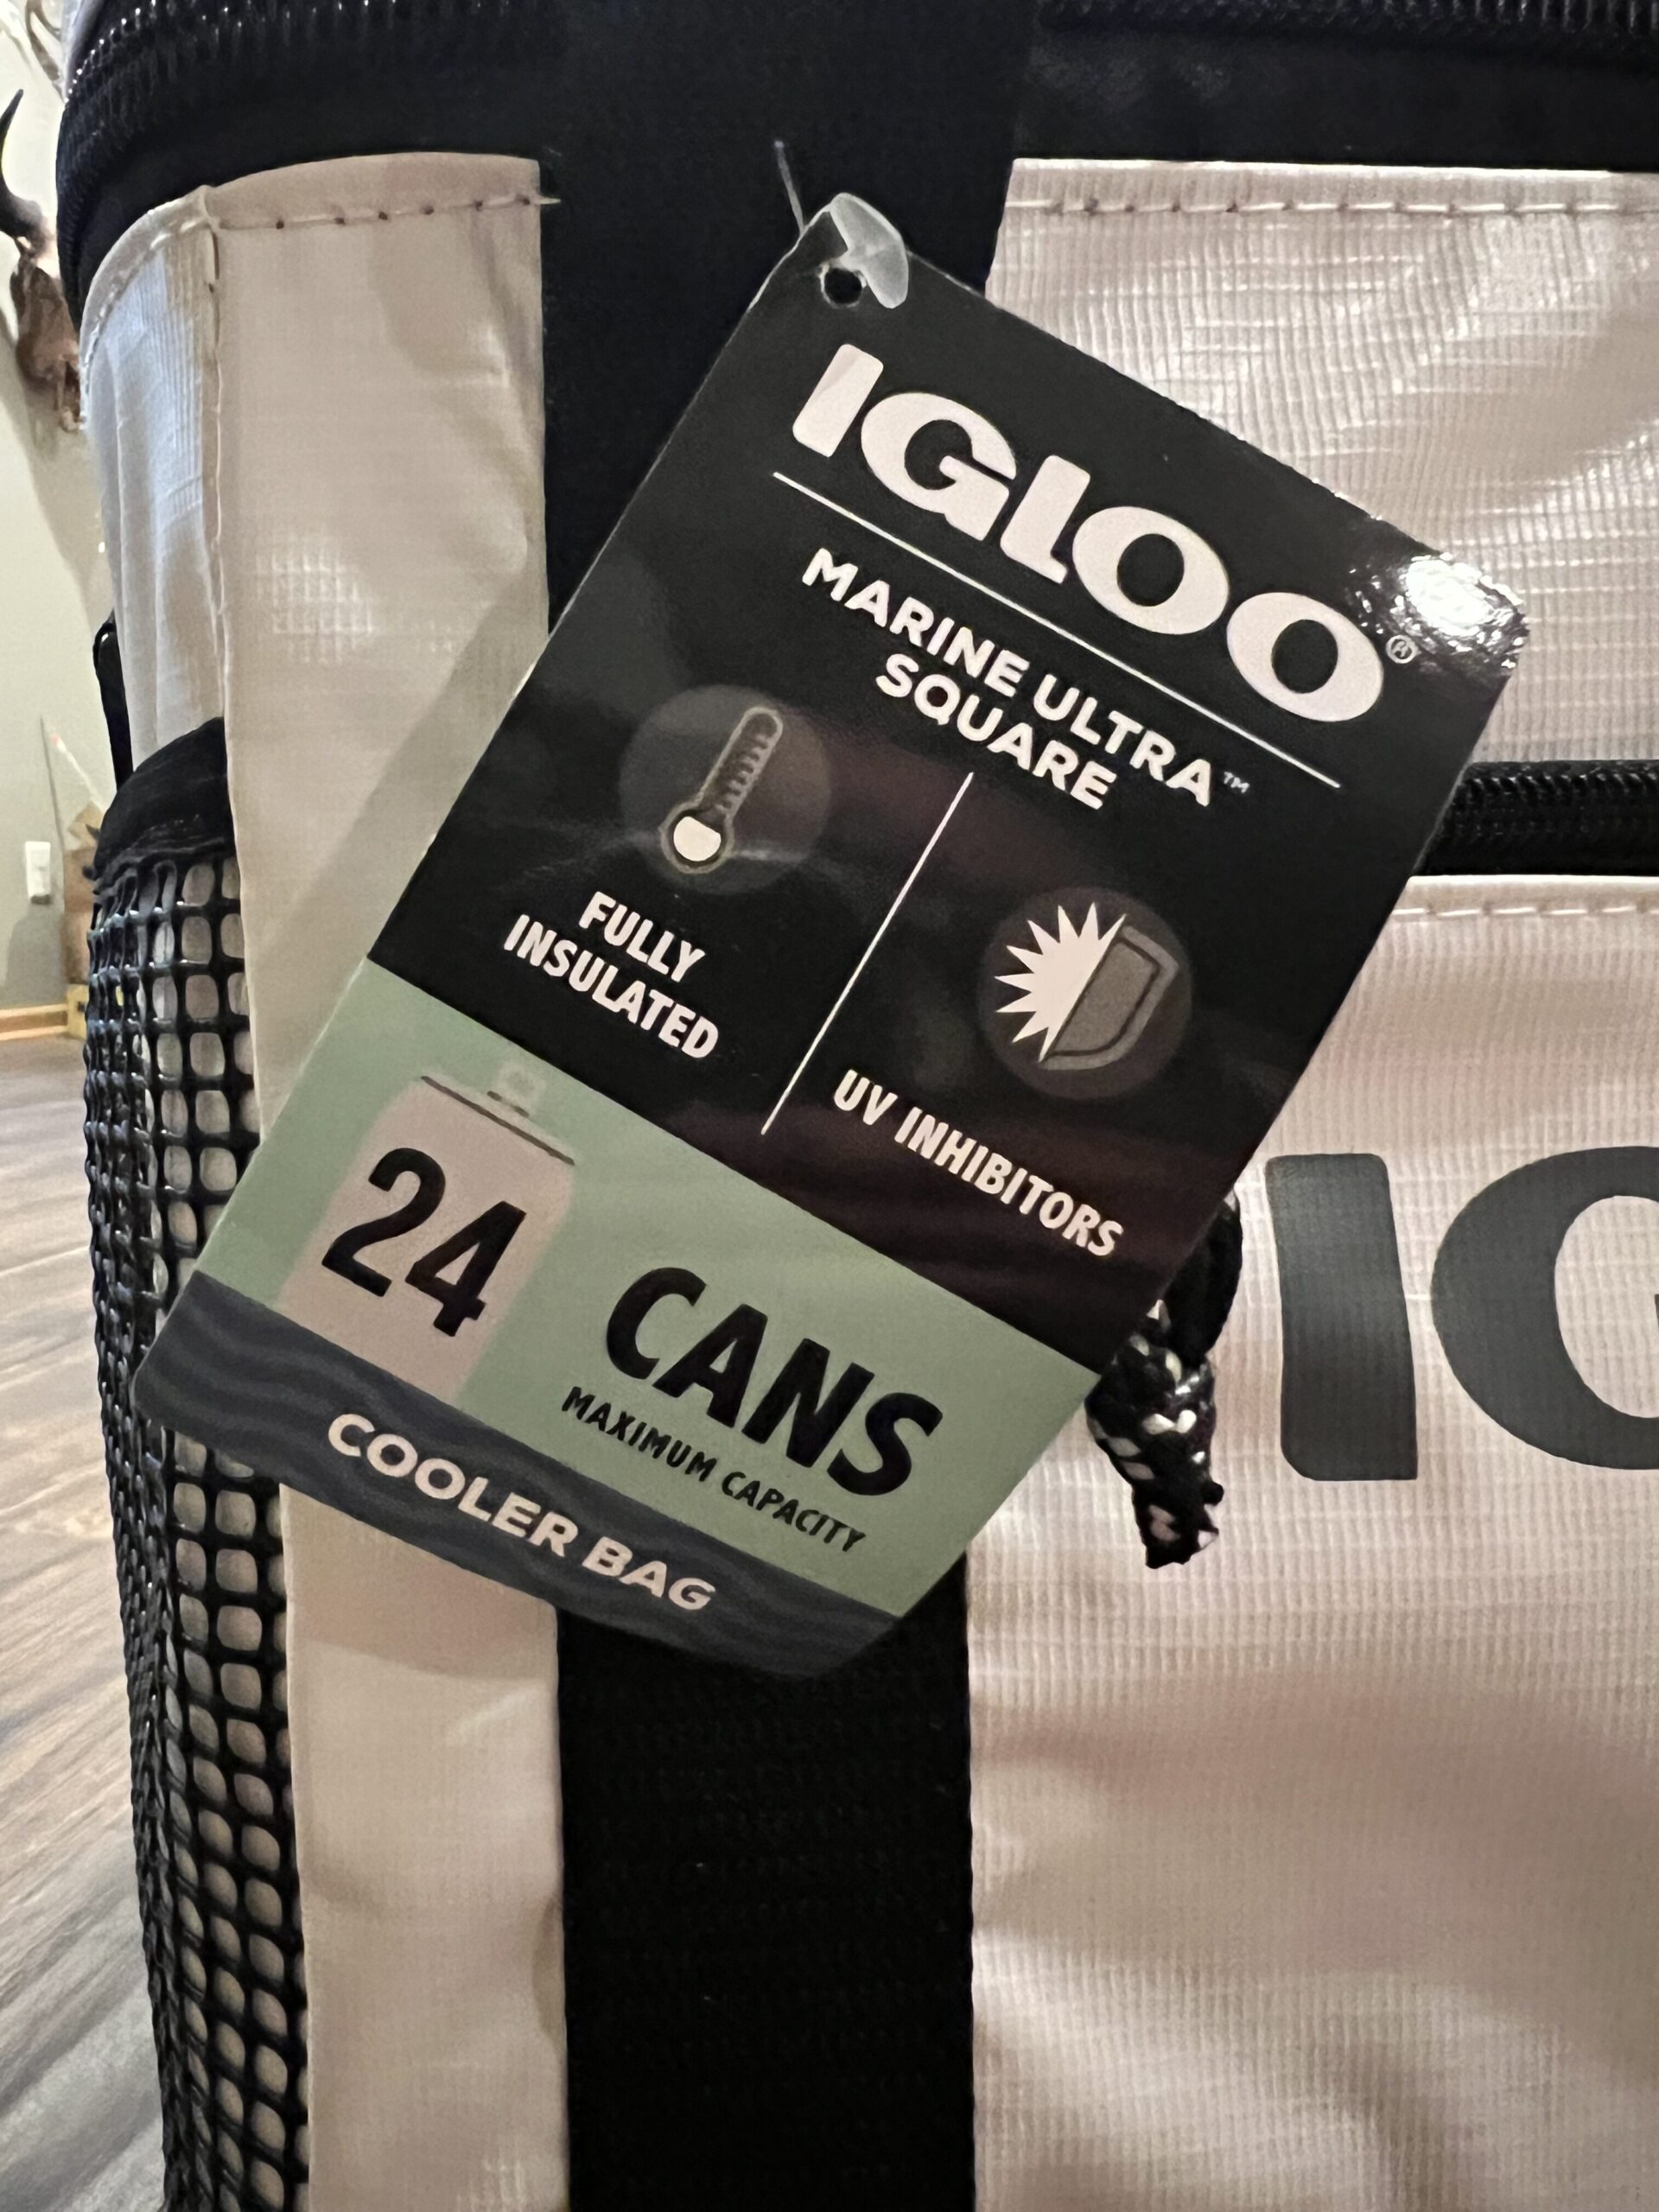 IGLOO®
MARINE ULTRA™
SQUARE
FULLY
INSULATED
UV INHIBITORS
24
CANS
MAXIMUM CAPACITY
COOLER BAG
IG